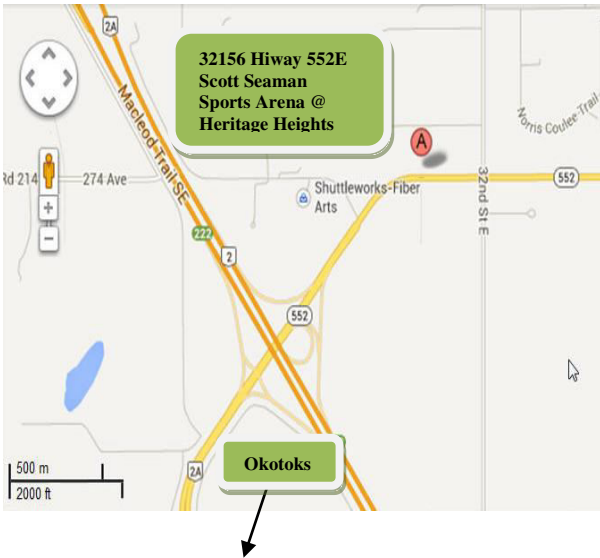 2A
32156 Hiway 552E
Scott Seaman
Sports Arena @
Heritage Heights
Macleod Trail SE
A
Norris Coulee Trail
Rd 214
274 Ave
Shuttleworks-Fiber
Arts
32nd St E
552
222
2
552
500 m
2000 ft
2A
Okotoks